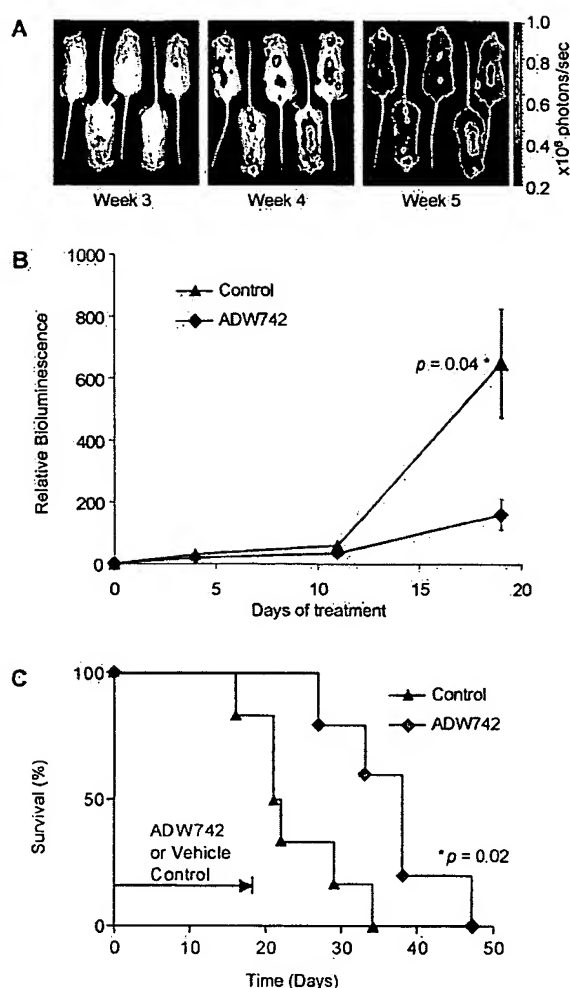 A
Week 3
Week 4
Week 5
1.0
0.8
0.6
0.4
0.2
x10⁶ photons/sec
B
1000
800
600
400
200
0
Relative Bioluminescence
Control
ADW742
p = 0.04 *
0 5 10 15 20
Days of treatment
C
100
50
0
Survival (%)
Control
ADW742
ADW742
or Vehicle
Control
* p = 0.02
0 10 20 30 40 50
Time (Days)